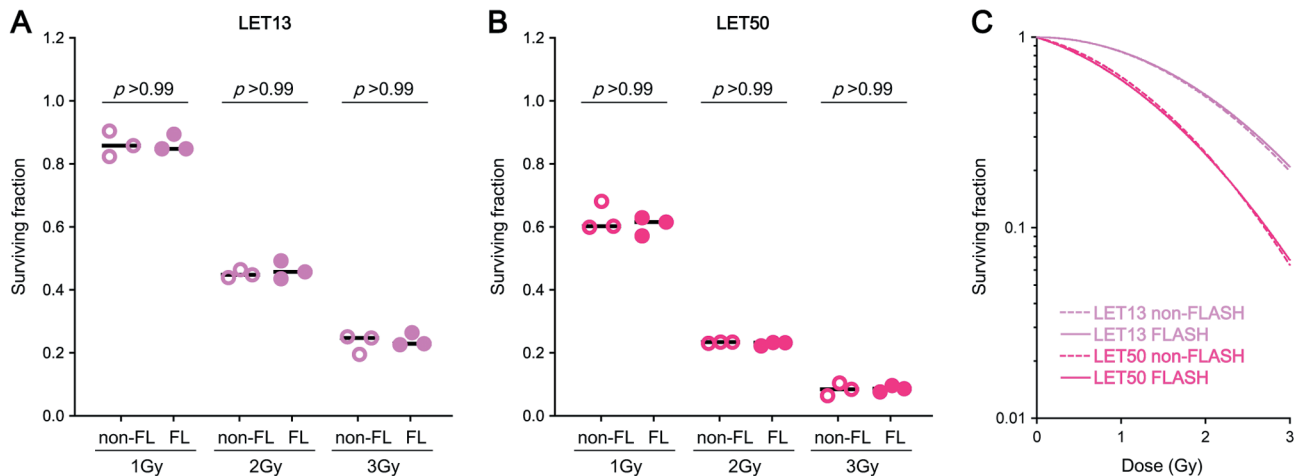 A
LET13
Surviving fraction
1.2
1.0
0.8
0.6
0.4
0.2
0.0
p >0.99
p >0.99
p >0.99
non-FL FL non-FL FL non-FL FL
1Gy 2Gy 3Gy
B
LET50
Surviving fraction
1.2
1.0
0.8
0.6
0.4
0.2
0.0
p >0.99
p >0.99
p >0.99
non-FL FL non-FL FL non-FL FL
1Gy 2Gy 3Gy
C
Surviving fraction
1
0.1
0.01
LET13 non-FLASH
LET13 FLASH
LET50 non-FLASH
LET50 FLASH
0 1 2 3
Dose (Gy)